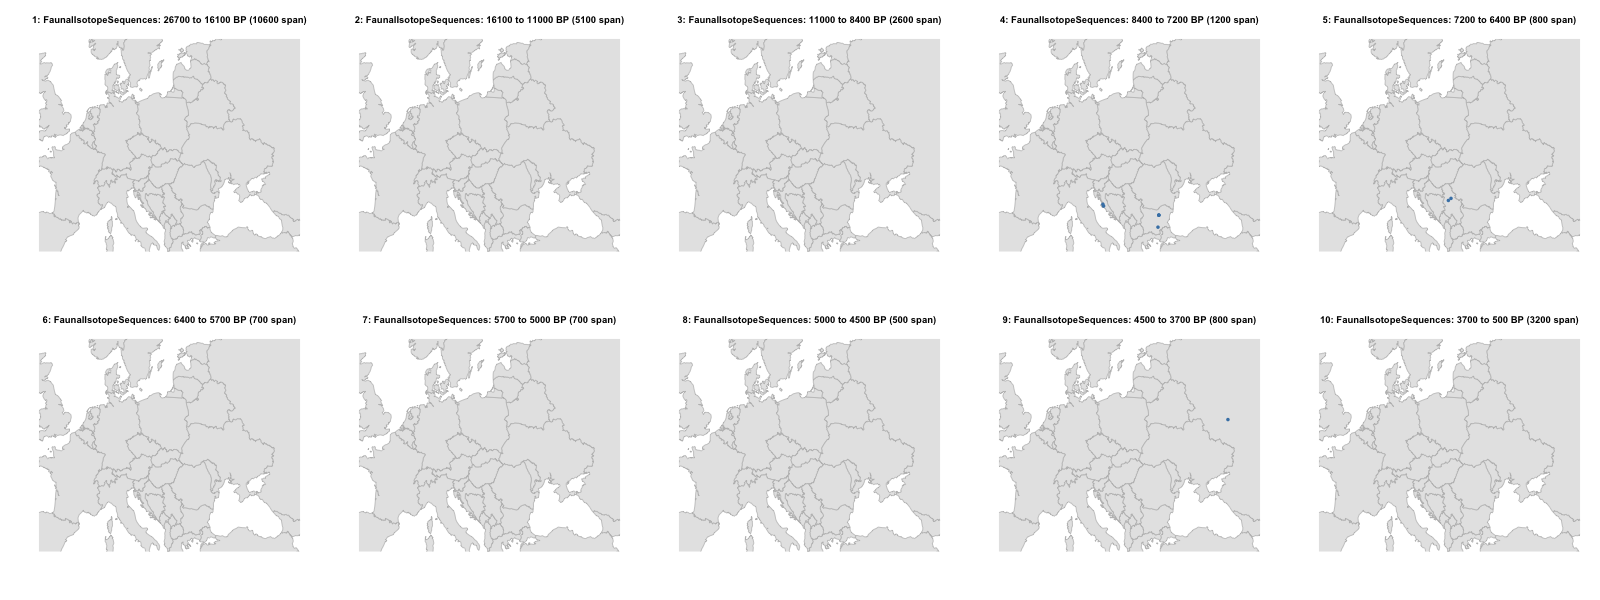 1: FaunalIsotopeSequences: 26700 to 16100 BP (10600 span)
2: FaunalIsotopeSequences: 16100 to 11000 BP (5100 span)
3: FaunalIsotopeSequences: 11000 to 8400 BP (2600 span)
4: FaunalIsotopeSequences: 8400 to 7200 BP (1200 span)
5: FaunalIsotopeSequences: 7200 to 6400 BP (800 span)
6: FaunalIsotopeSequences: 6400 to 5700 BP (700 span)
7: FaunalIsotopeSequences: 5700 to 5000 BP (700 span)
8: FaunalIsotopeSequences: 5000 to 4500 BP (500 span)
9: FaunalIsotopeSequences: 4500 to 3700 BP (800 span)
10: FaunalIsotopeSequences: 3700 to 500 BP (3200 span)